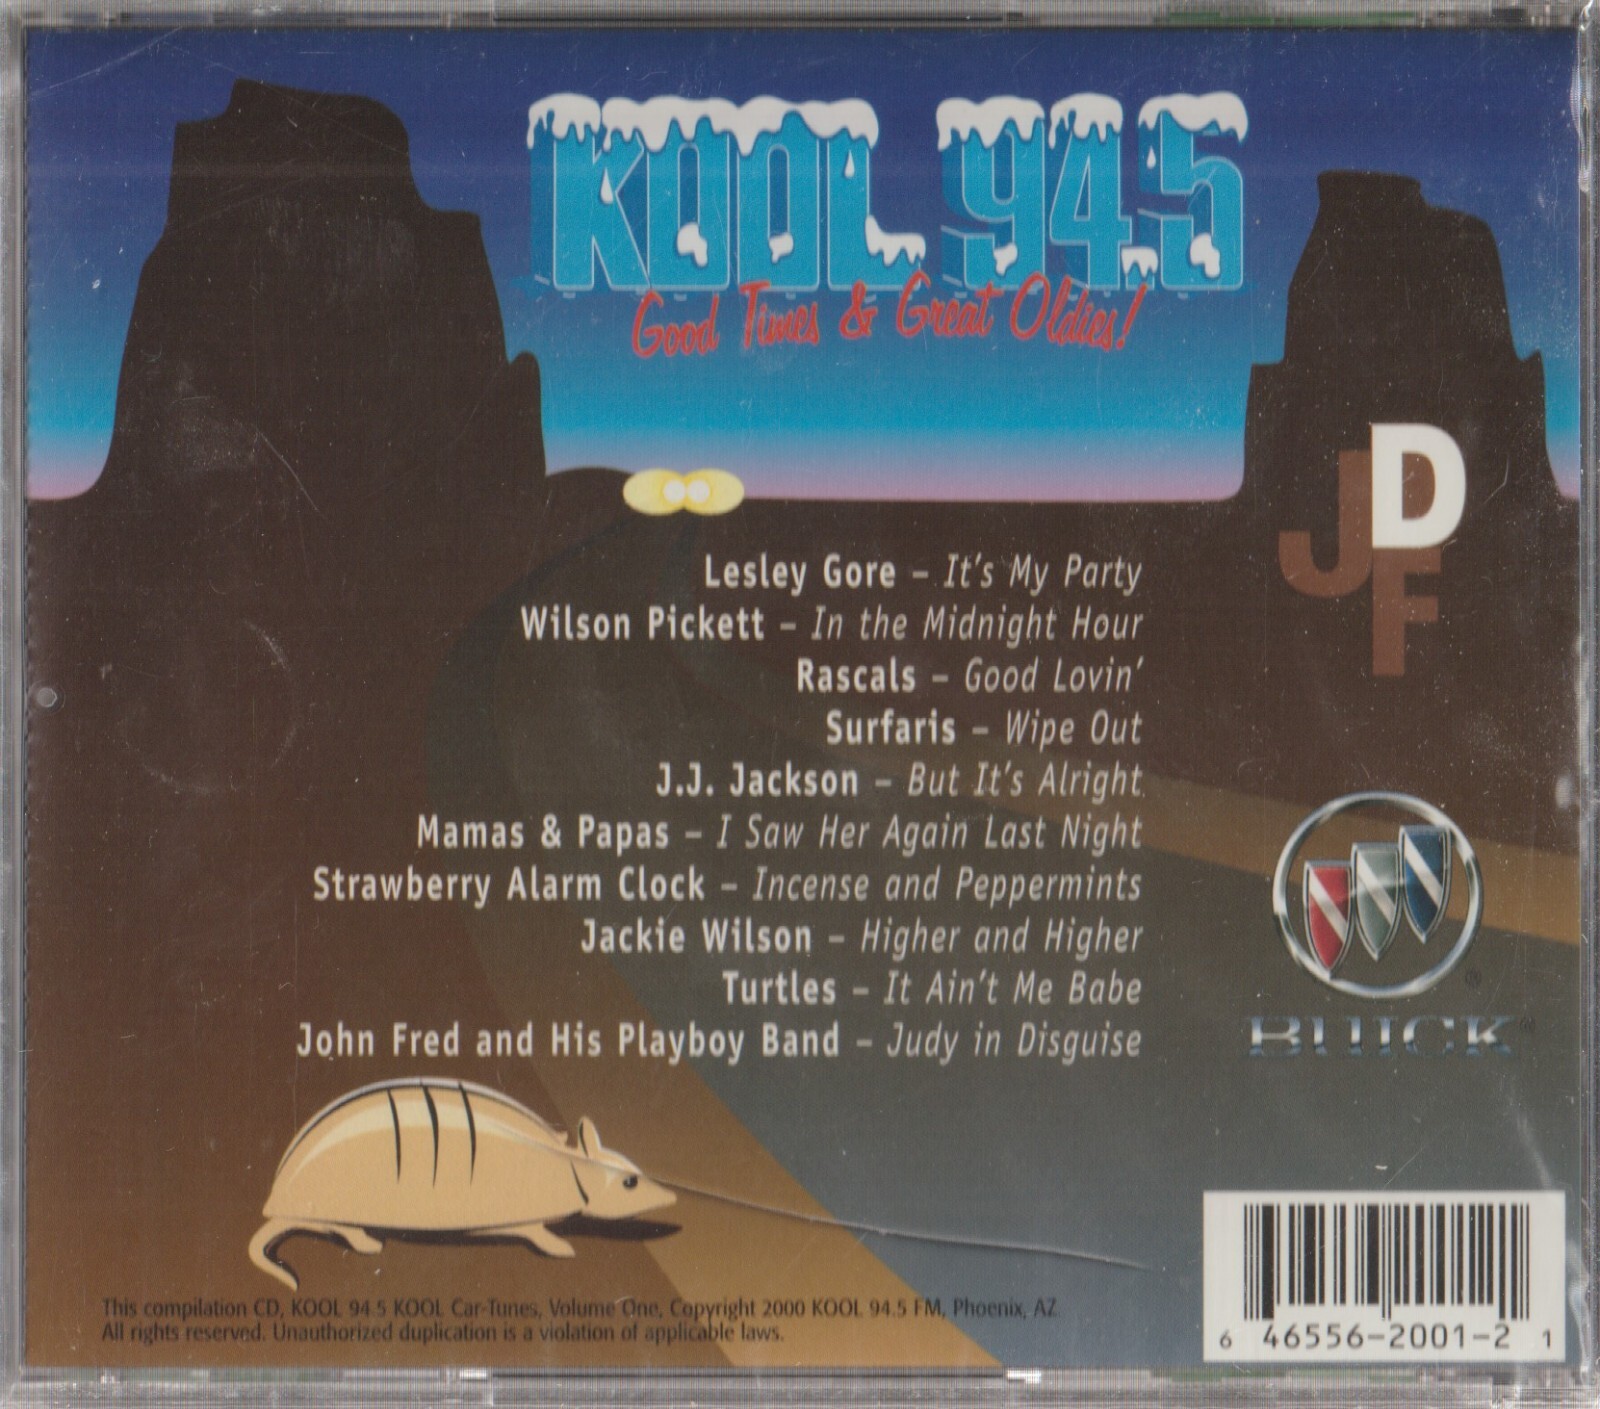 KOOL 94.5
Good Times & Great Oldies!
JDF
Lesley Gore – It's My Party
Wilson Pickett – In the Midnight Hour
Rascals – Good Lovin'
Surfaris – Wipe Out
J.J. Jackson – But It's Alright
Mamas & Papas – I Saw Her Again Last Night
Strawberry Alarm Clock – Incense and Peppermints
Jackie Wilson – Higher and Higher
Turtles – It Ain't Me Babe
John Fred and His Playboy Band – Judy in Disguise
®
BUICK®
This compilation CD, KOOL 94.5 KOOL Car-Tunes, Volume One, Copyright 2000 KOOL 94.5 FM, Phoenix, AZ
All rights reserved. Unauthorized duplication is a violation of applicable laws.
6 46556-2001-2 1